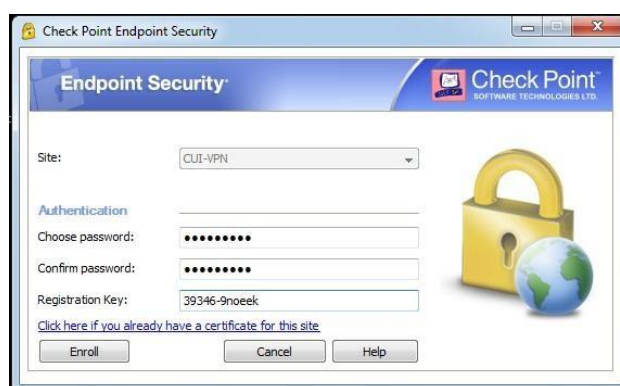 Check Point Endpoint Security
Endpoint Security
Check Point™
SOFTWARE TECHNOLOGIES LTD.
Site:
CUI-VPN
Authentication
Choose password:
•••••••••
Confirm password:
•••••••••
Registration Key:
39346-9noeek
Click here if you already have a certificate for this site
Enroll
Cancel
Help